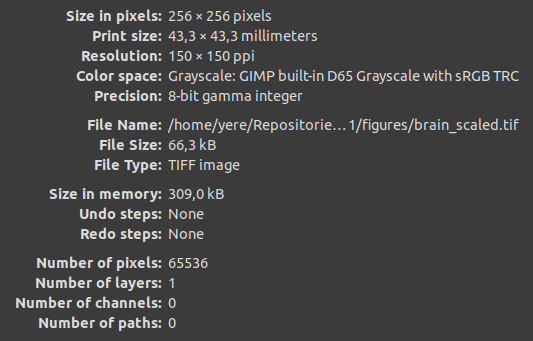 Size in pixels: 256 × 256 pixels
Print size: 43,3 × 43,3 millimeters
Resolution: 150 × 150 ppi
Color space: Grayscale: GIMP built-in D65 Grayscale with sRGB TRC
Precision: 8-bit gamma integer
File Name: /home/yere/Repositorie…1/figures/brain_scaled.tif
File Size: 66,3 kB
File Type: TIFF image
Size in memory: 309,0 kB
Undo steps: None
Redo steps: None
Number of pixels: 65536
Number of layers: 1
Number of channels: 0
Number of paths: 0